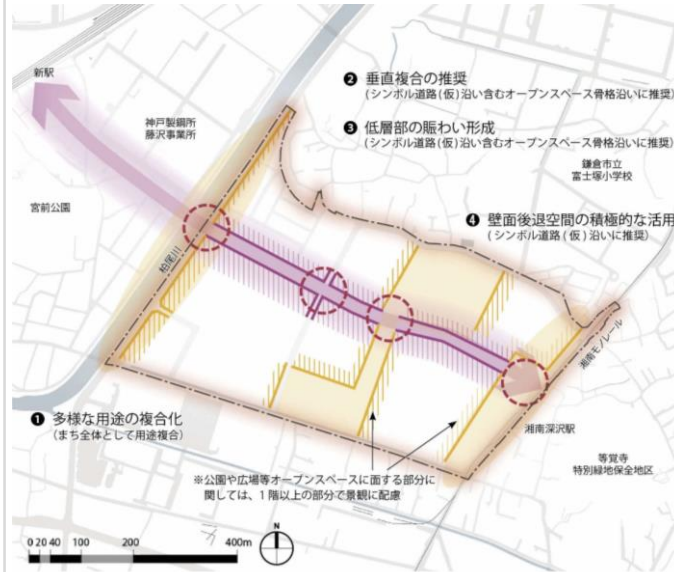 新駅
❷ 垂直複合の推奨
(シンボル道路(仮)沿い含むオープンスペース骨格沿いに推奨)
神戸製鋼所
藤沢事業所
❸ 低層部の賑わい形成
(シンボル道路(仮)沿い含むオープンスペース骨格沿いに推奨)
鎌倉市立
富士塚小学校
宮前公園
❹ 壁面後退空間の積極的な活用
(シンボル道路(仮)沿いに推奨)
柏尾川
湘南モノレール
❶ 多様な用途の複合化
(まち全体として用途複合)
湘南深沢駅
等覚寺
特別緑地保全地区
※公園や広場等オープンスペースに面する部分に
関しては、1階以上の部分で景観に配慮
N
0 20 40 100 200 400m